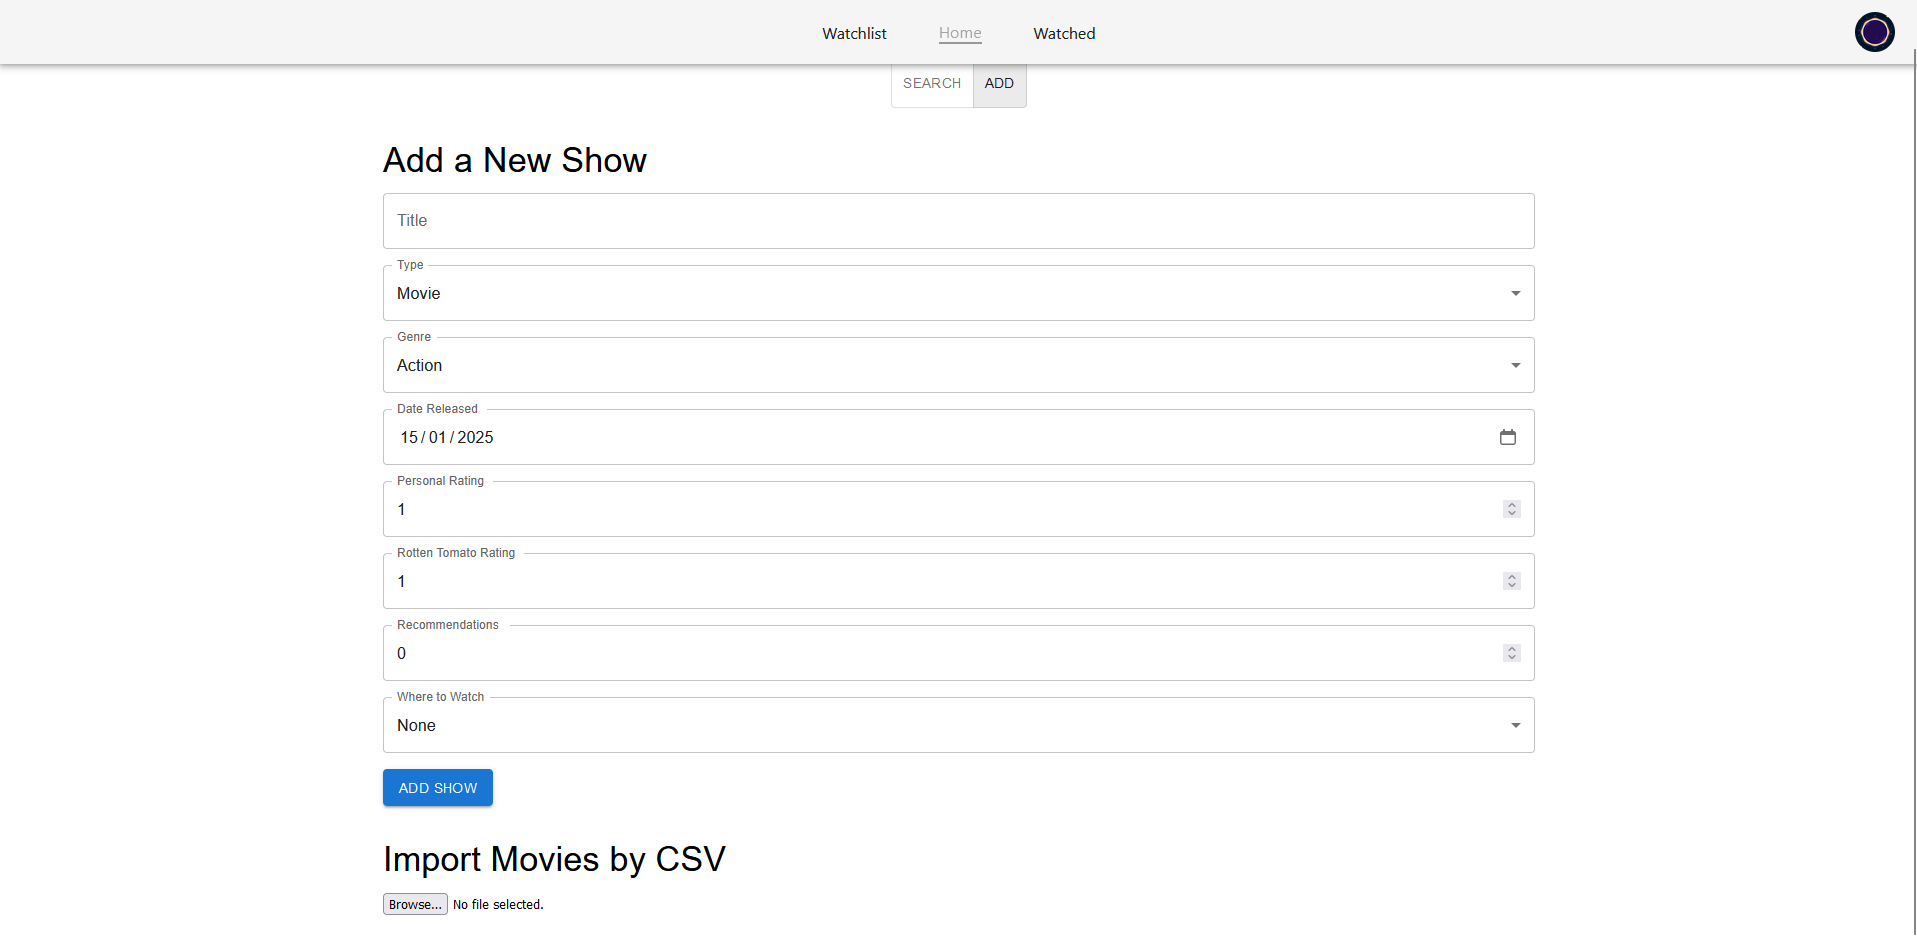 Watchlist Home Watched
SEARCH ADD
Add a New Show
Title
Type
Movie
Genre
Action
Date Released
15/01/2025
Personal Rating
1
Rotten Tomato Rating
1
Recommendations
0
Where to Watch
None
ADD SHOW
Import Movies by CSV
Browse... No file selected.